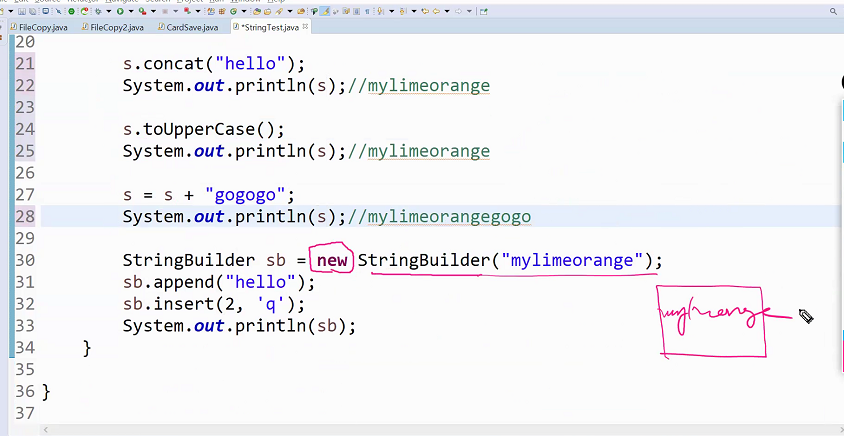 FileCopy.java FileCopy2.java CardSave.java *StringTest.java
20
21 s.concat("hello");
22 System.out.println(s);//mylimeorange
23
24 s.toUpperCase();
25 System.out.println(s);//mylimeorange
26
27 s = s + "gogogo";
28 System.out.println(s);//mylimeorangegogo
29
30 StringBuilder sb = new StringBuilder("mylimeorange");
31 sb.append("hello");
32 sb.insert(2, 'q');
33 System.out.println(sb);
34 }
35
36 }
37